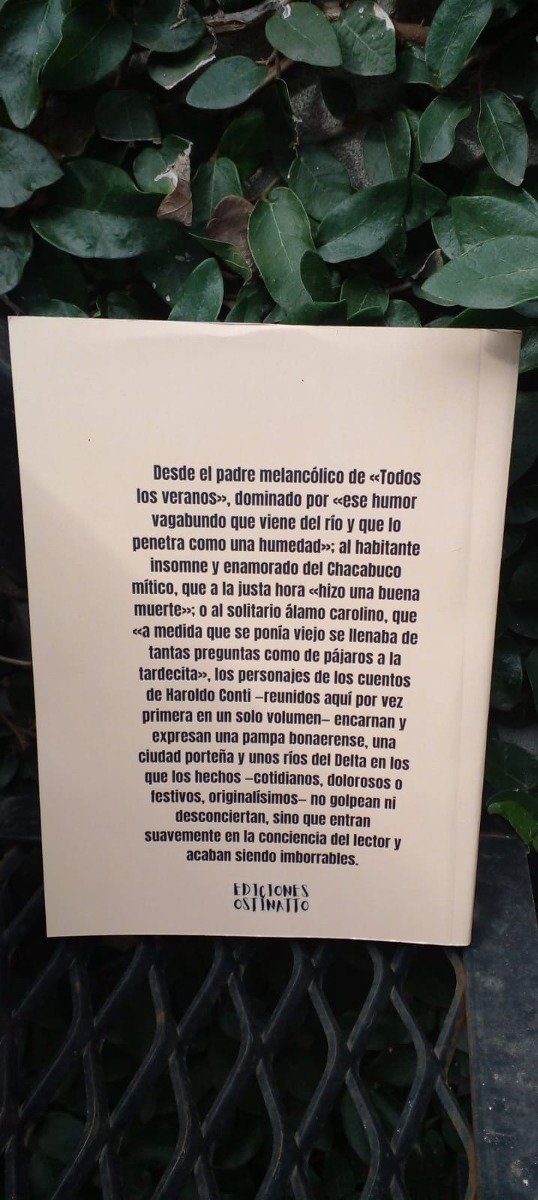 Desde el padre melancólico de «Todos
los veranos», dominado por «ese humor
vagabundo que viene del río y que lo
penetra como una humedad»; al habitante
insomne y enamorado del Chacabuco
mítico, que a la justa hora «hizo una buena
muerte»; o al solitario álamo carolino, que
«a medida que se ponía viejo se llenaba de
tantas preguntas como de pájaros a la
tardecita», los personajes de los cuentos
de Haroldo Conti —reunidos aquí por vez
primera en un solo volumen— encarnan y
expresan una pampa bonaerense, una
ciudad porteña y unos ríos del Delta en los
que los hechos —cotidianos, dolorosos o
festivos, originalísimos— no golpean ni
desconciertan, sino que entran
suavemente en la conciencia del lector y
acaban siendo imborrables.
EDICIONES
OSTINATTO